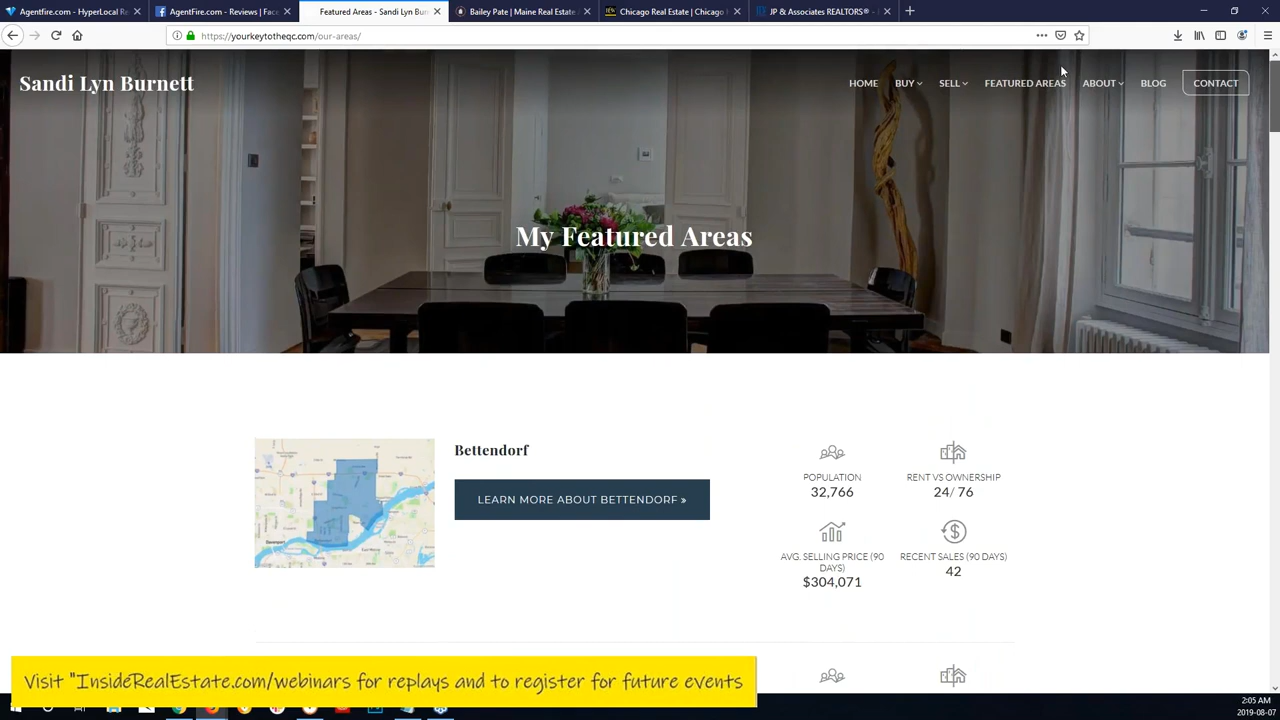 Agentfire.com - HyperLocal R
AgentFire.com - Reviews | Fac
Featured Areas - Sandi Lyn Bur
Bailey Pate | Maine Real Estate
Chicago Real Estate | Chicago
JP & Associates REALTORS® -
https://yourkeytotheqc.com/our-areas/
Sandi Lyn Burnett
HOME
BUY
SELL
FEATURED AREAS
ABOUT
BLOG
CONTACT
My Featured Areas
Bettendorf
LEARN MORE ABOUT BETTENDORF »
POPULATION
32,766
RENT VS OWNERSHIP
24/ 76
AVG. SELLING PRICE (90
DAYS)
$304,071
RECENT SALES (90 DAYS)
42
Visit "InsideRealEstate.com/webinars for replays and to register for future events
2:05 AM
2019-08-07